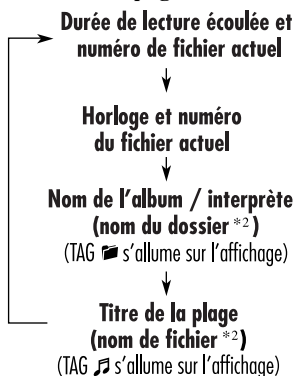 Durée de lecture écoulée et
numéro de fichier actuel
Horloge et numéro
du fichier actuel
Nom de l'album / interprète
(nom du dossier *2)
(TAG s'allume sur l'affichage)
Titre de la plage
(nom de fichier *2)
(TAG s'allume sur l'affichage)